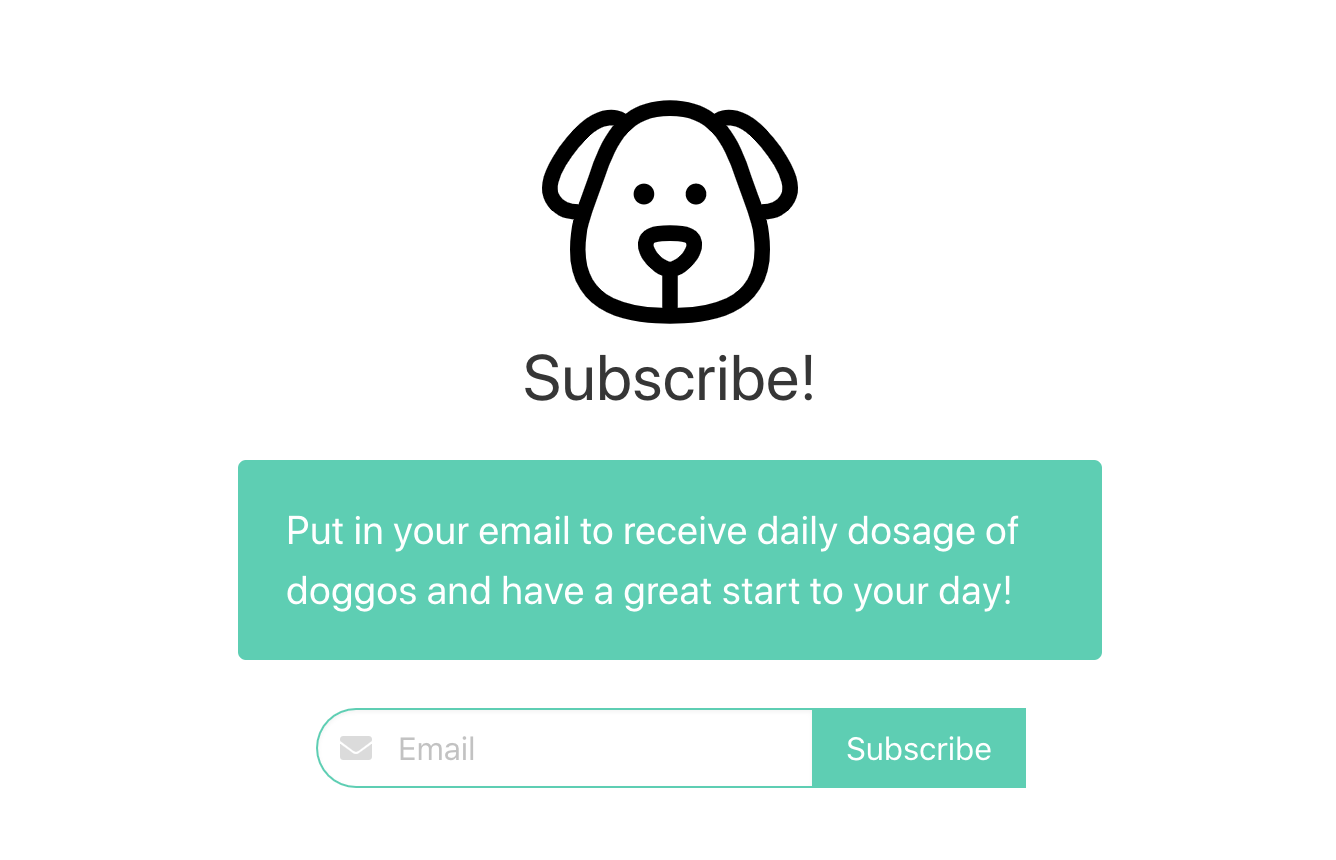 Subscribe!
Put in your email to receive daily dosage of
doggos and have a great start to your day!
Email
Subscribe